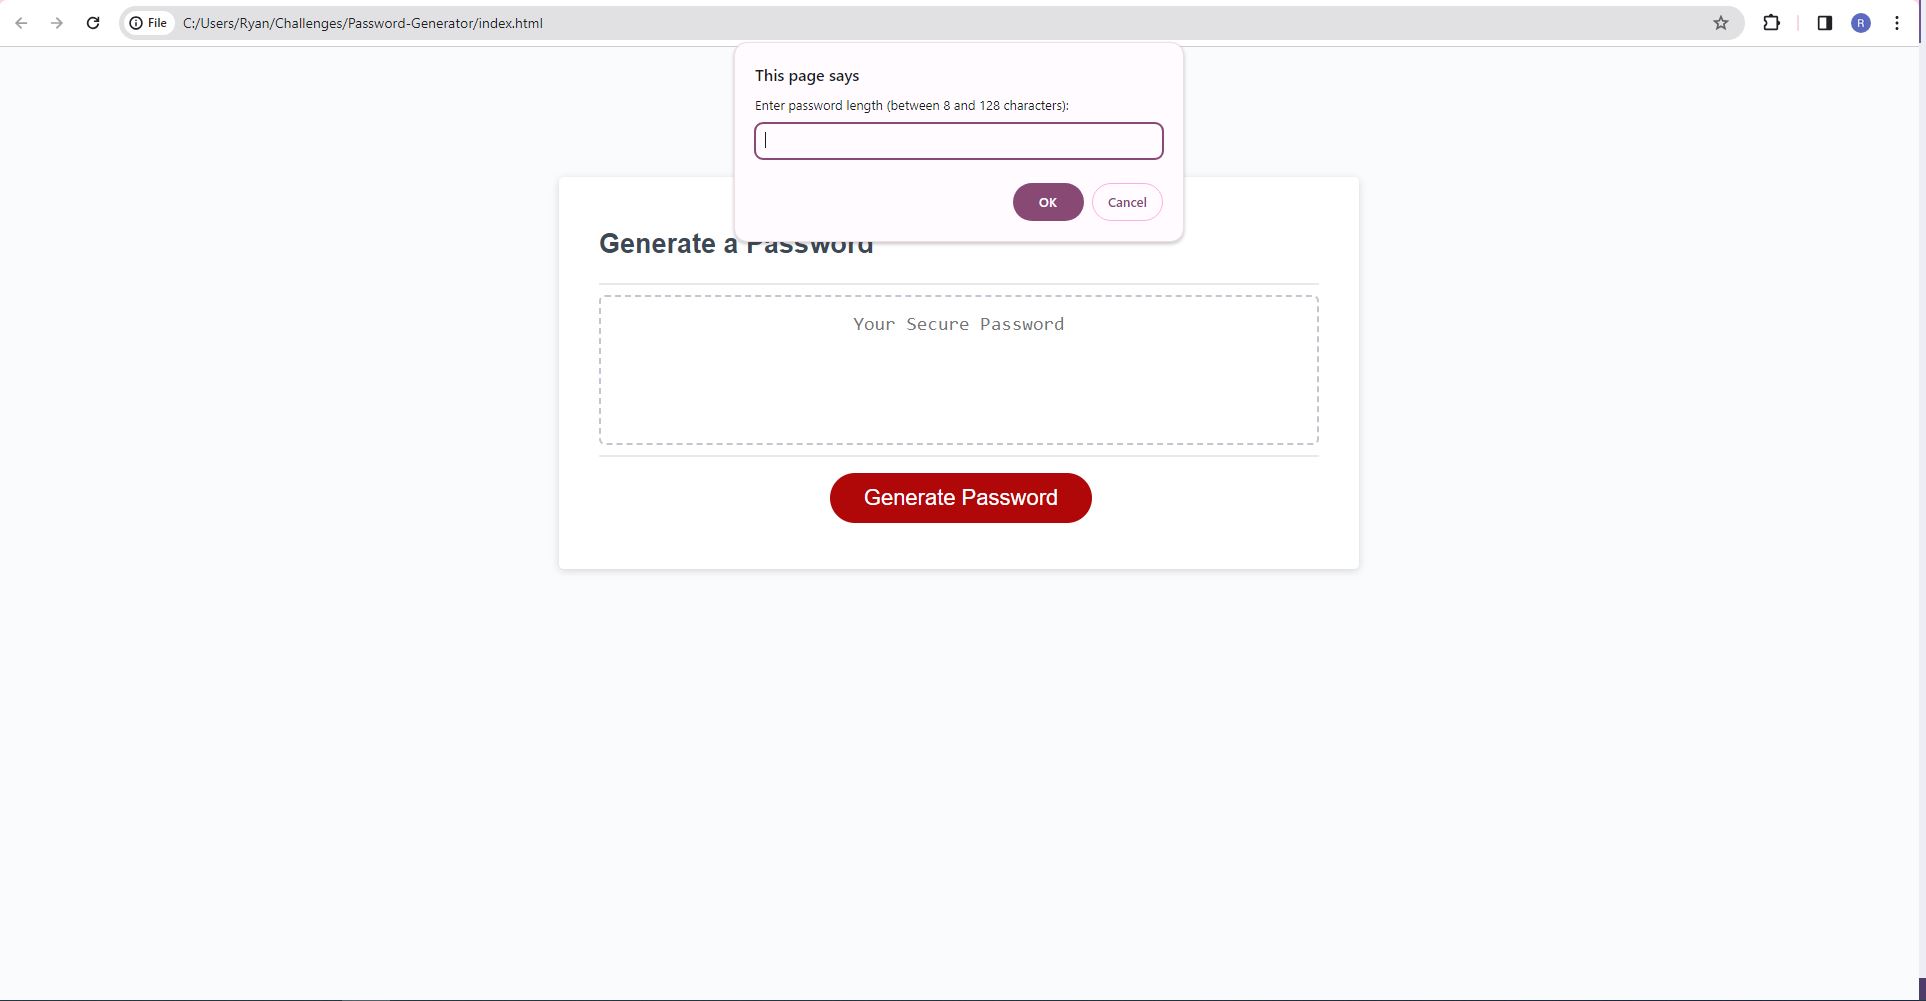 File C:/Users/Ryan/Challenges/Password-Generator/index.html
R
This page says
Enter password length (between 8 and 128 characters):
OK Cancel
Generate a Password
Your Secure Password
Generate Password